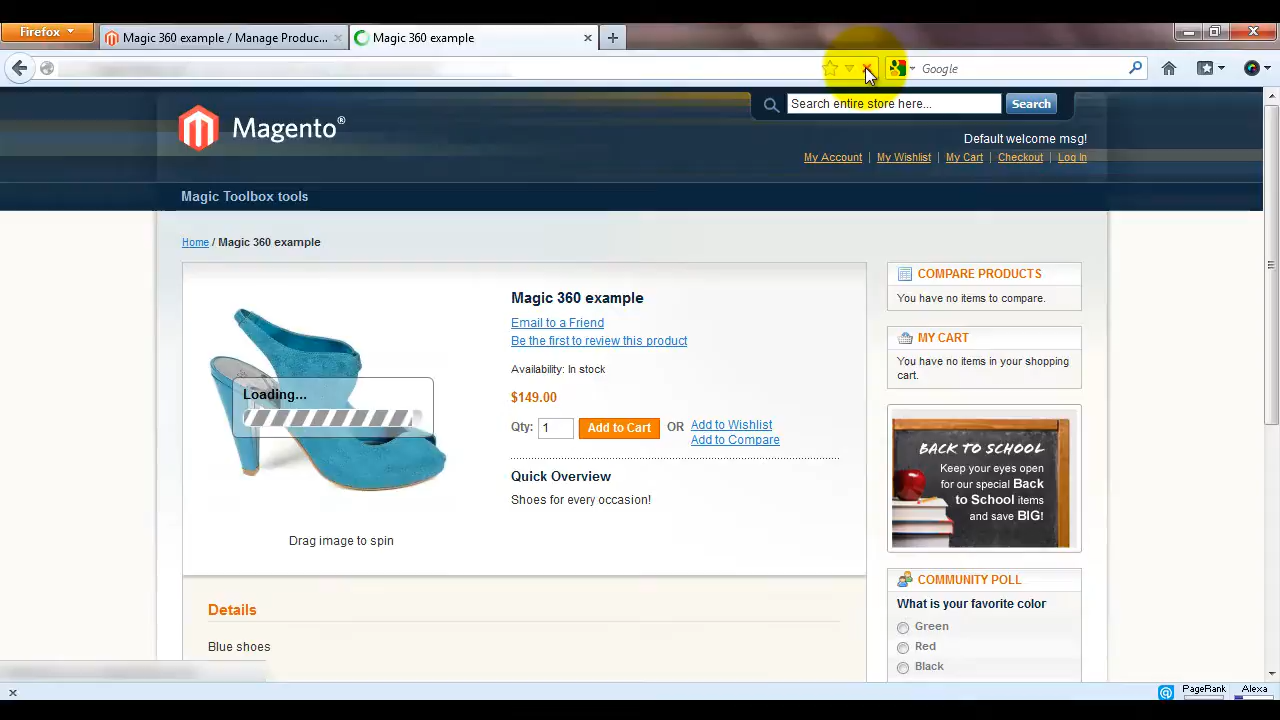 Firefox
Magic 360 example / Manage Produc...
Magic 360 example
Google
Magento®
Search entire store here...
Search
Default welcome msg!
My Account | My Wishlist | My Cart | Checkout | Log In
Magic Toolbox tools
Home / Magic 360 example
Loading...
Drag image to spin
Magic 360 example
Email to a Friend
Be the first to review this product
Availability: In stock
$149.00
Qty: 1 Add to Cart OR Add to Wishlist
Add to Compare
Quick Overview
Shoes for every occasion!
Details
Blue shoes
COMPARE PRODUCTS
You have no items to compare.
MY CART
You have no items in your shopping
cart.
BACK TO SCHOOL
Keep your eyes open
for our special Back
to School items
and save BIG!
COMMUNITY POLL
What is your favorite color
Green
Red
Black
PageRank
Alexa